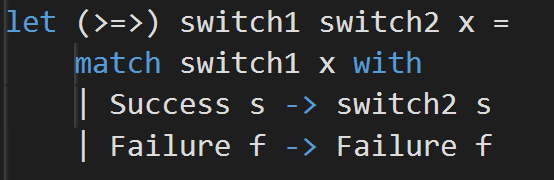 let (>=>) switch1 switch2 x =
match switch1 x with
| Success s -> switch2 s
| Failure f -> Failure f